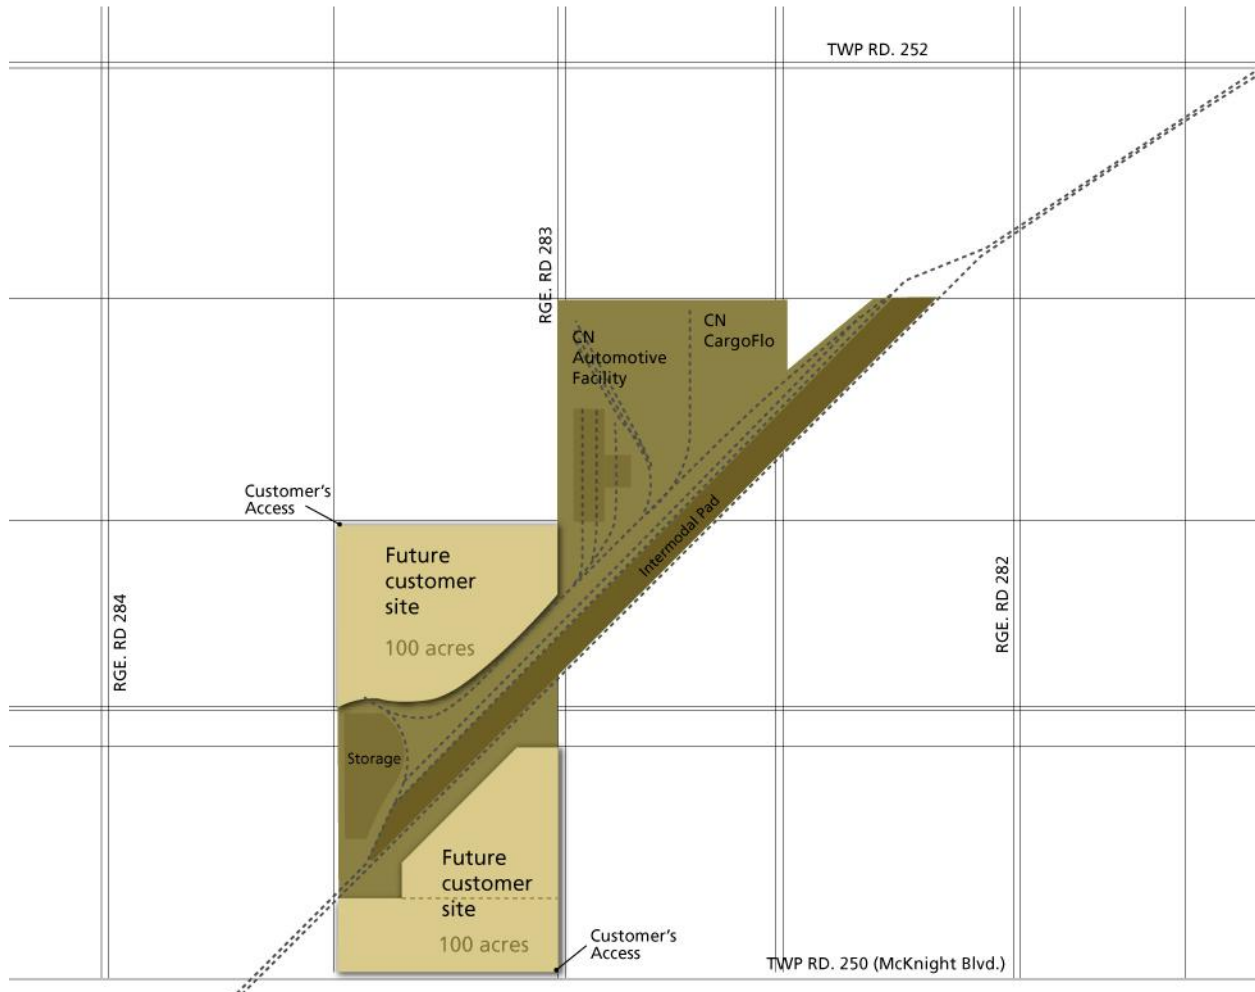 TWP RD. 252
RGE. RD 283
CN
Automotive
Facility
CN
CargoFlo
Customer's
Access
Future
customer
site
100 acres
Intermodal Pad
RGE. RD 282
RGE. RD 284
Storage
Future
customer
site
100 acres
Customer's
Access
TWP RD. 250 (McKnight Blvd.)